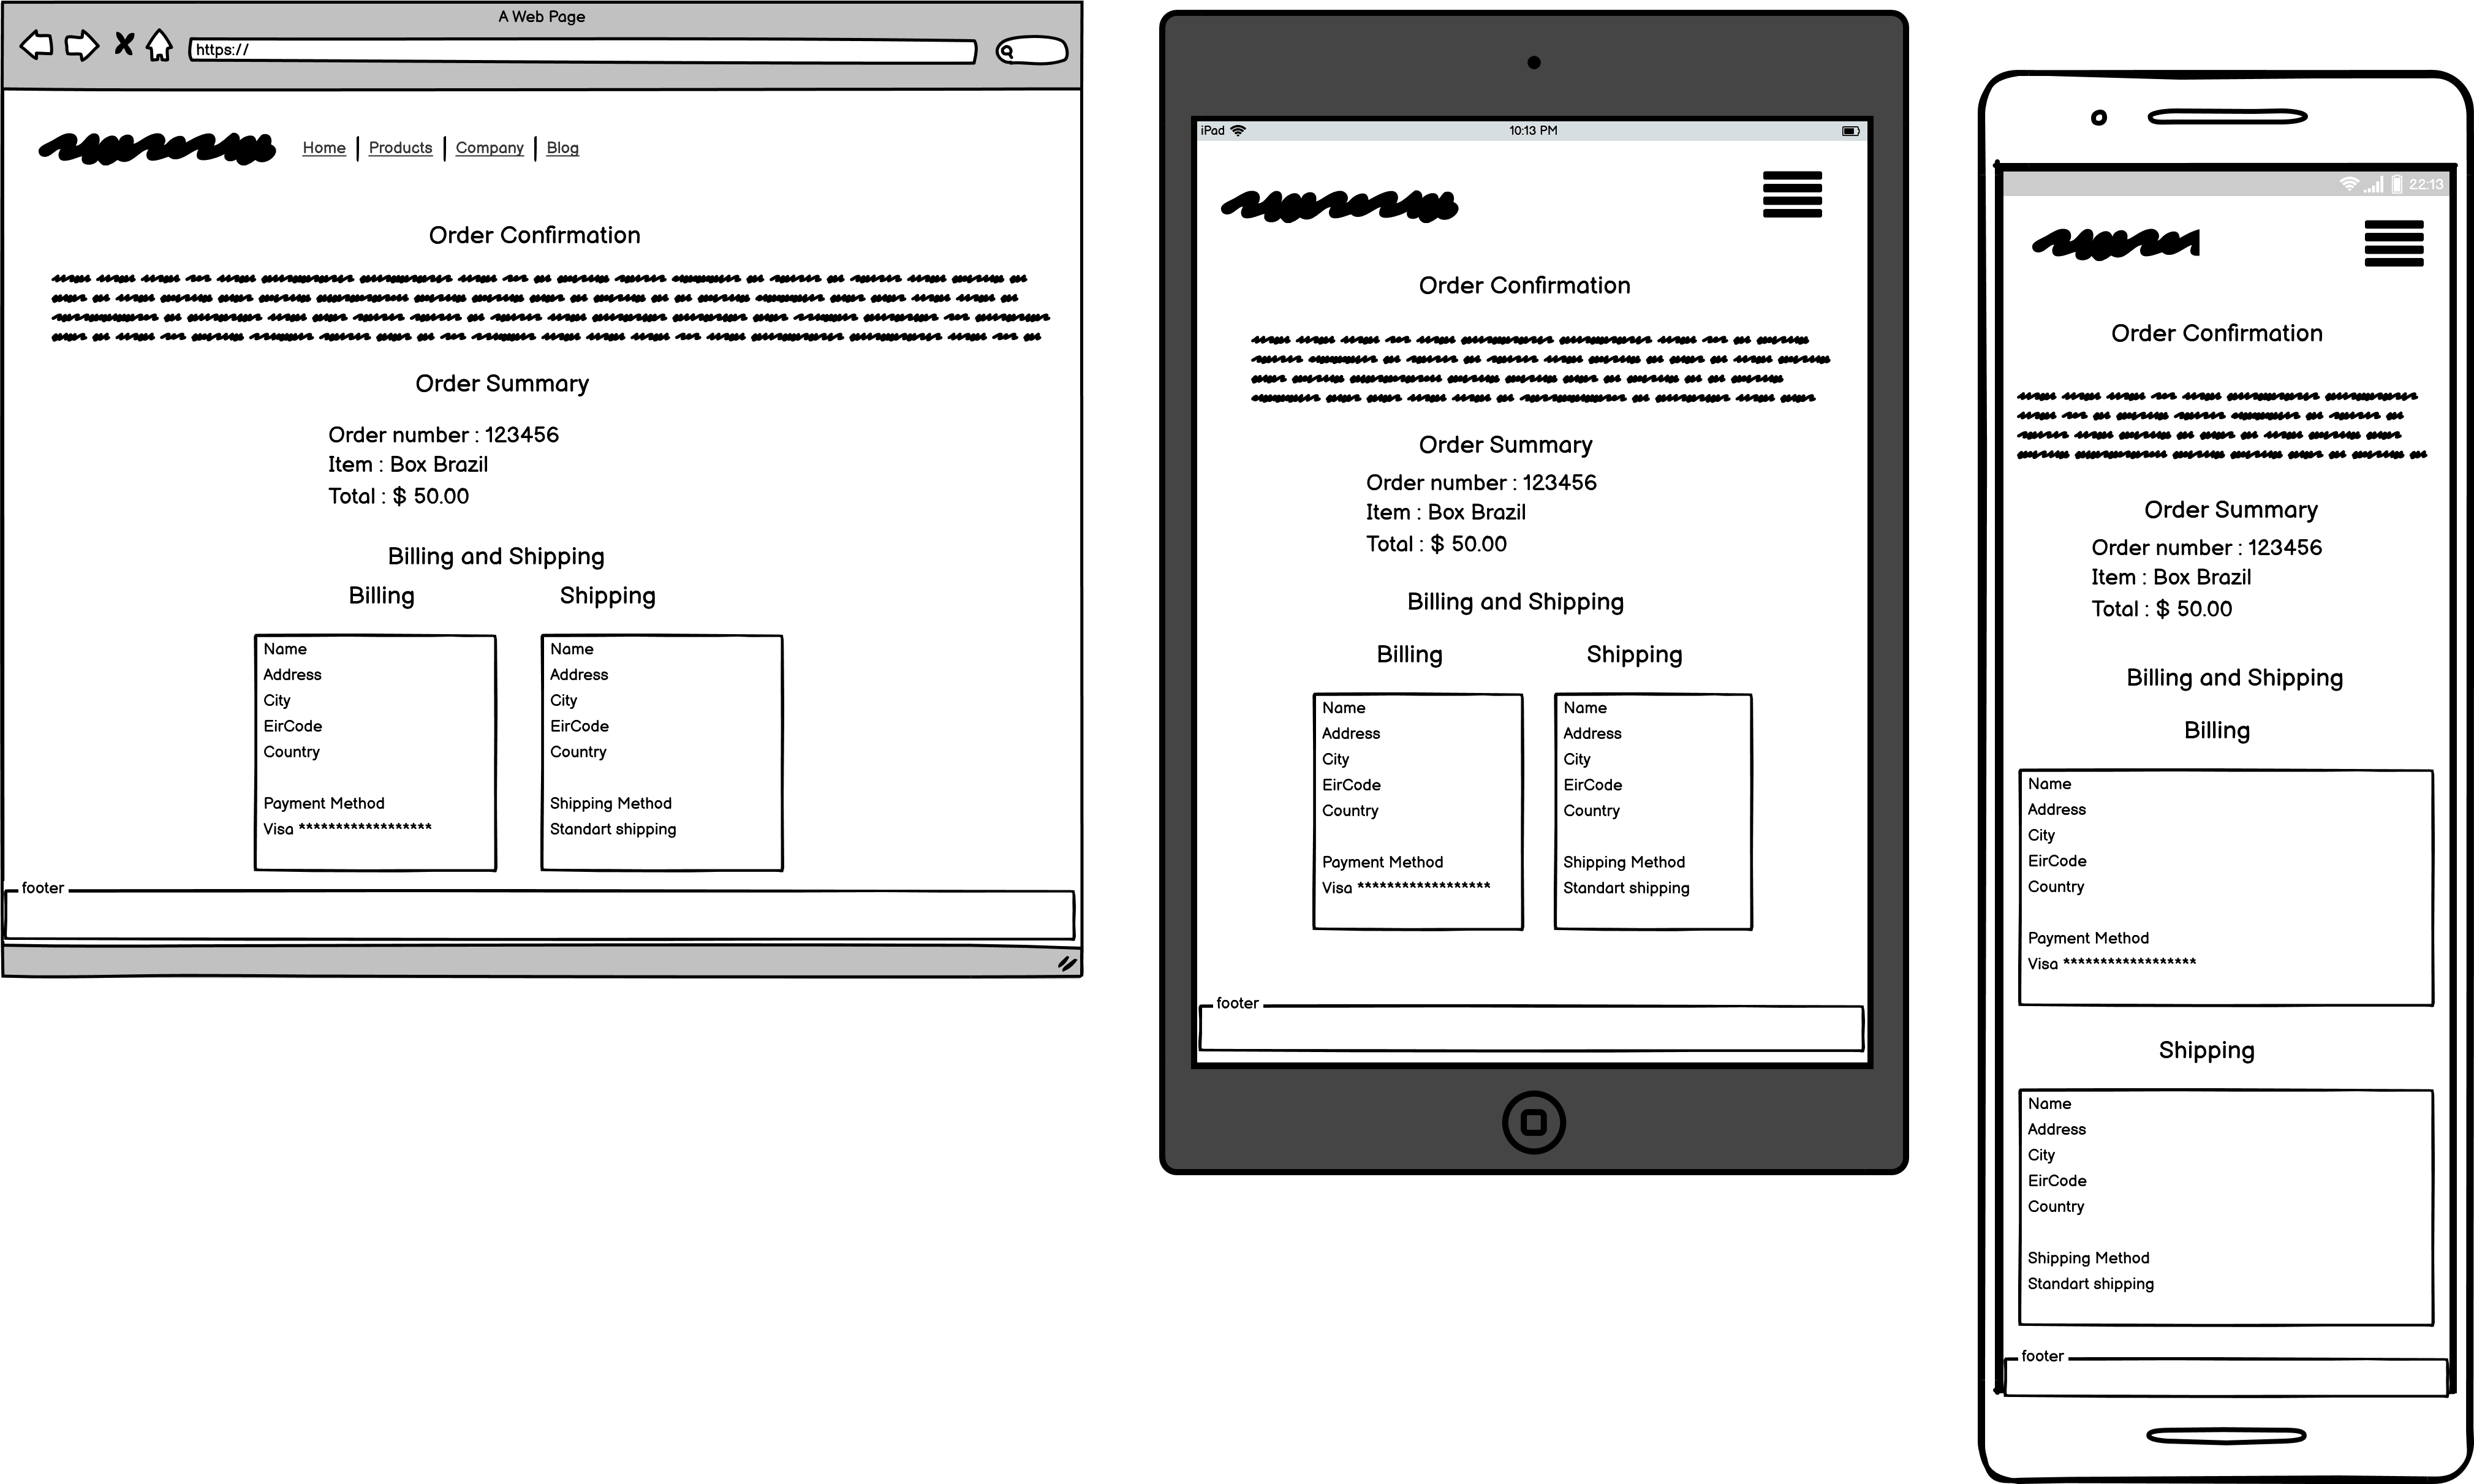 A Web Page
https://
Home
Products
Company
Blog
Order Confirmation
Order Summary
Order number : 123456
Item : Box Brazil
Total : $ 50.00
Billing and Shipping
Billing
Shipping
Name
Address
City
EirCode
Country
Payment Method
Visa ******************
Name
Address
City
EirCode
Country
Shipping Method
Standart shipping
footer
iPad
10:13 PM
Order Confirmation
Order Summary
Order number : 123456
Item : Box Brazil
Total : $ 50.00
Billing and Shipping
Billing
Shipping
Name
Address
City
EirCode
Country
Payment Method
Visa ******************
Name
Address
City
EirCode
Country
Shipping Method
Standart shipping
footer
22:13
Order Confirmation
Order Summary
Order number : 123456
Item : Box Brazil
Total : $ 50.00
Billing and Shipping
Billing
Name
Address
City
EirCode
Country
Payment Method
Visa ******************
Shipping
Name
Address
City
EirCode
Country
Shipping Method
Standart shipping
footer